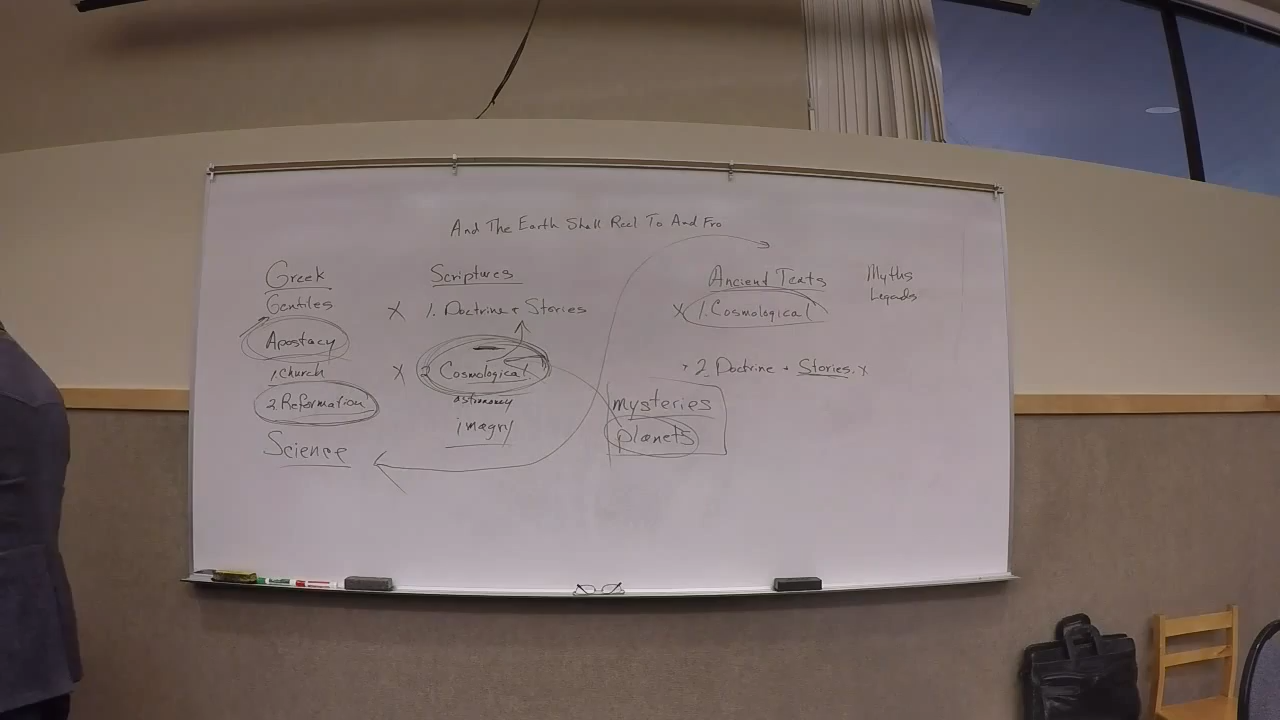 And The Earth Shall Reel To And Fro
Greek
Gentiles
Apostacy
1. Church
2. Reformation
Science
Scriptures
X 1. Doctrine + Stories
X 2 Cosmological
astronomy
imagry
mysteries
planets
Ancient Texts
X 1. Cosmological
2. Doctrine + Stories. x
Myths
Legads